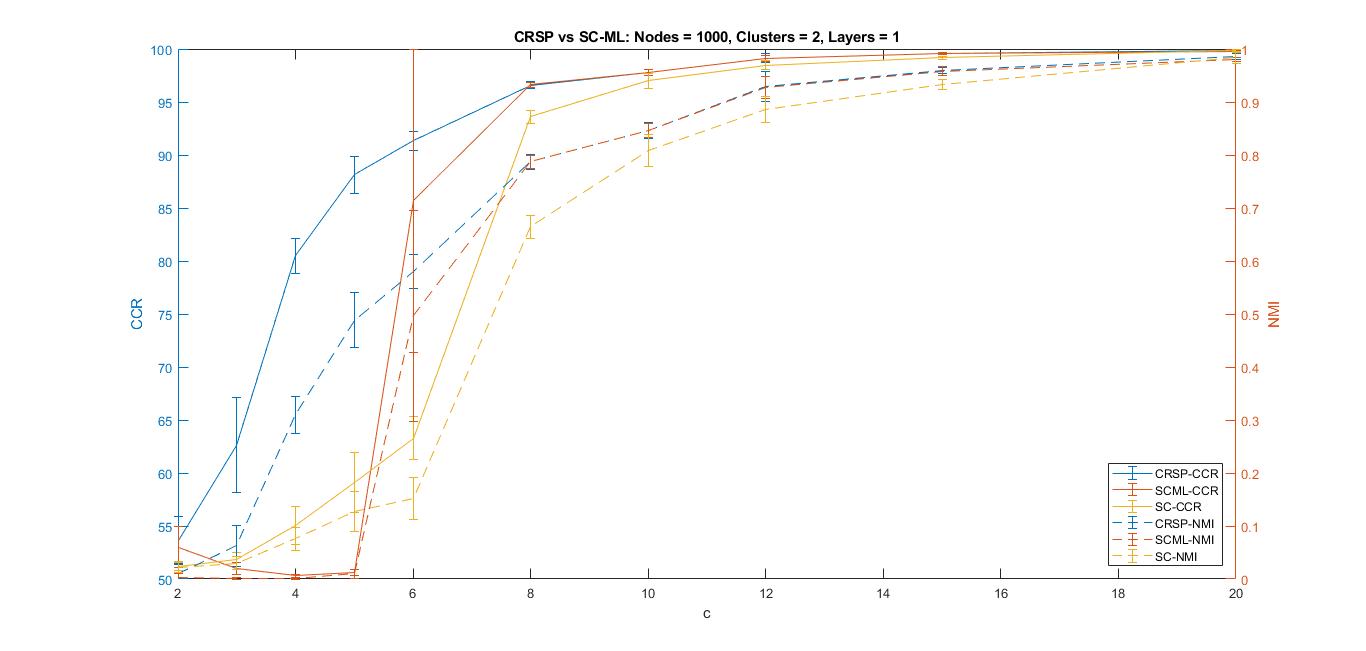 CRSP vs SC-ML: Nodes = 1000, Clusters = 2, Layers = 1
100
95
90
85
80
75
70
65
60
55
50
CCR
1
0.9
0.8
0.7
0.6
0.5
0.4
0.3
0.2
0.1
0
NMI
CRSP-CCR
SCML-CCR
SC-CCR
CRSP-NMI
SCML-NMI
SC-NMI
2 4 6 8 10 12 14 16 18 20
c